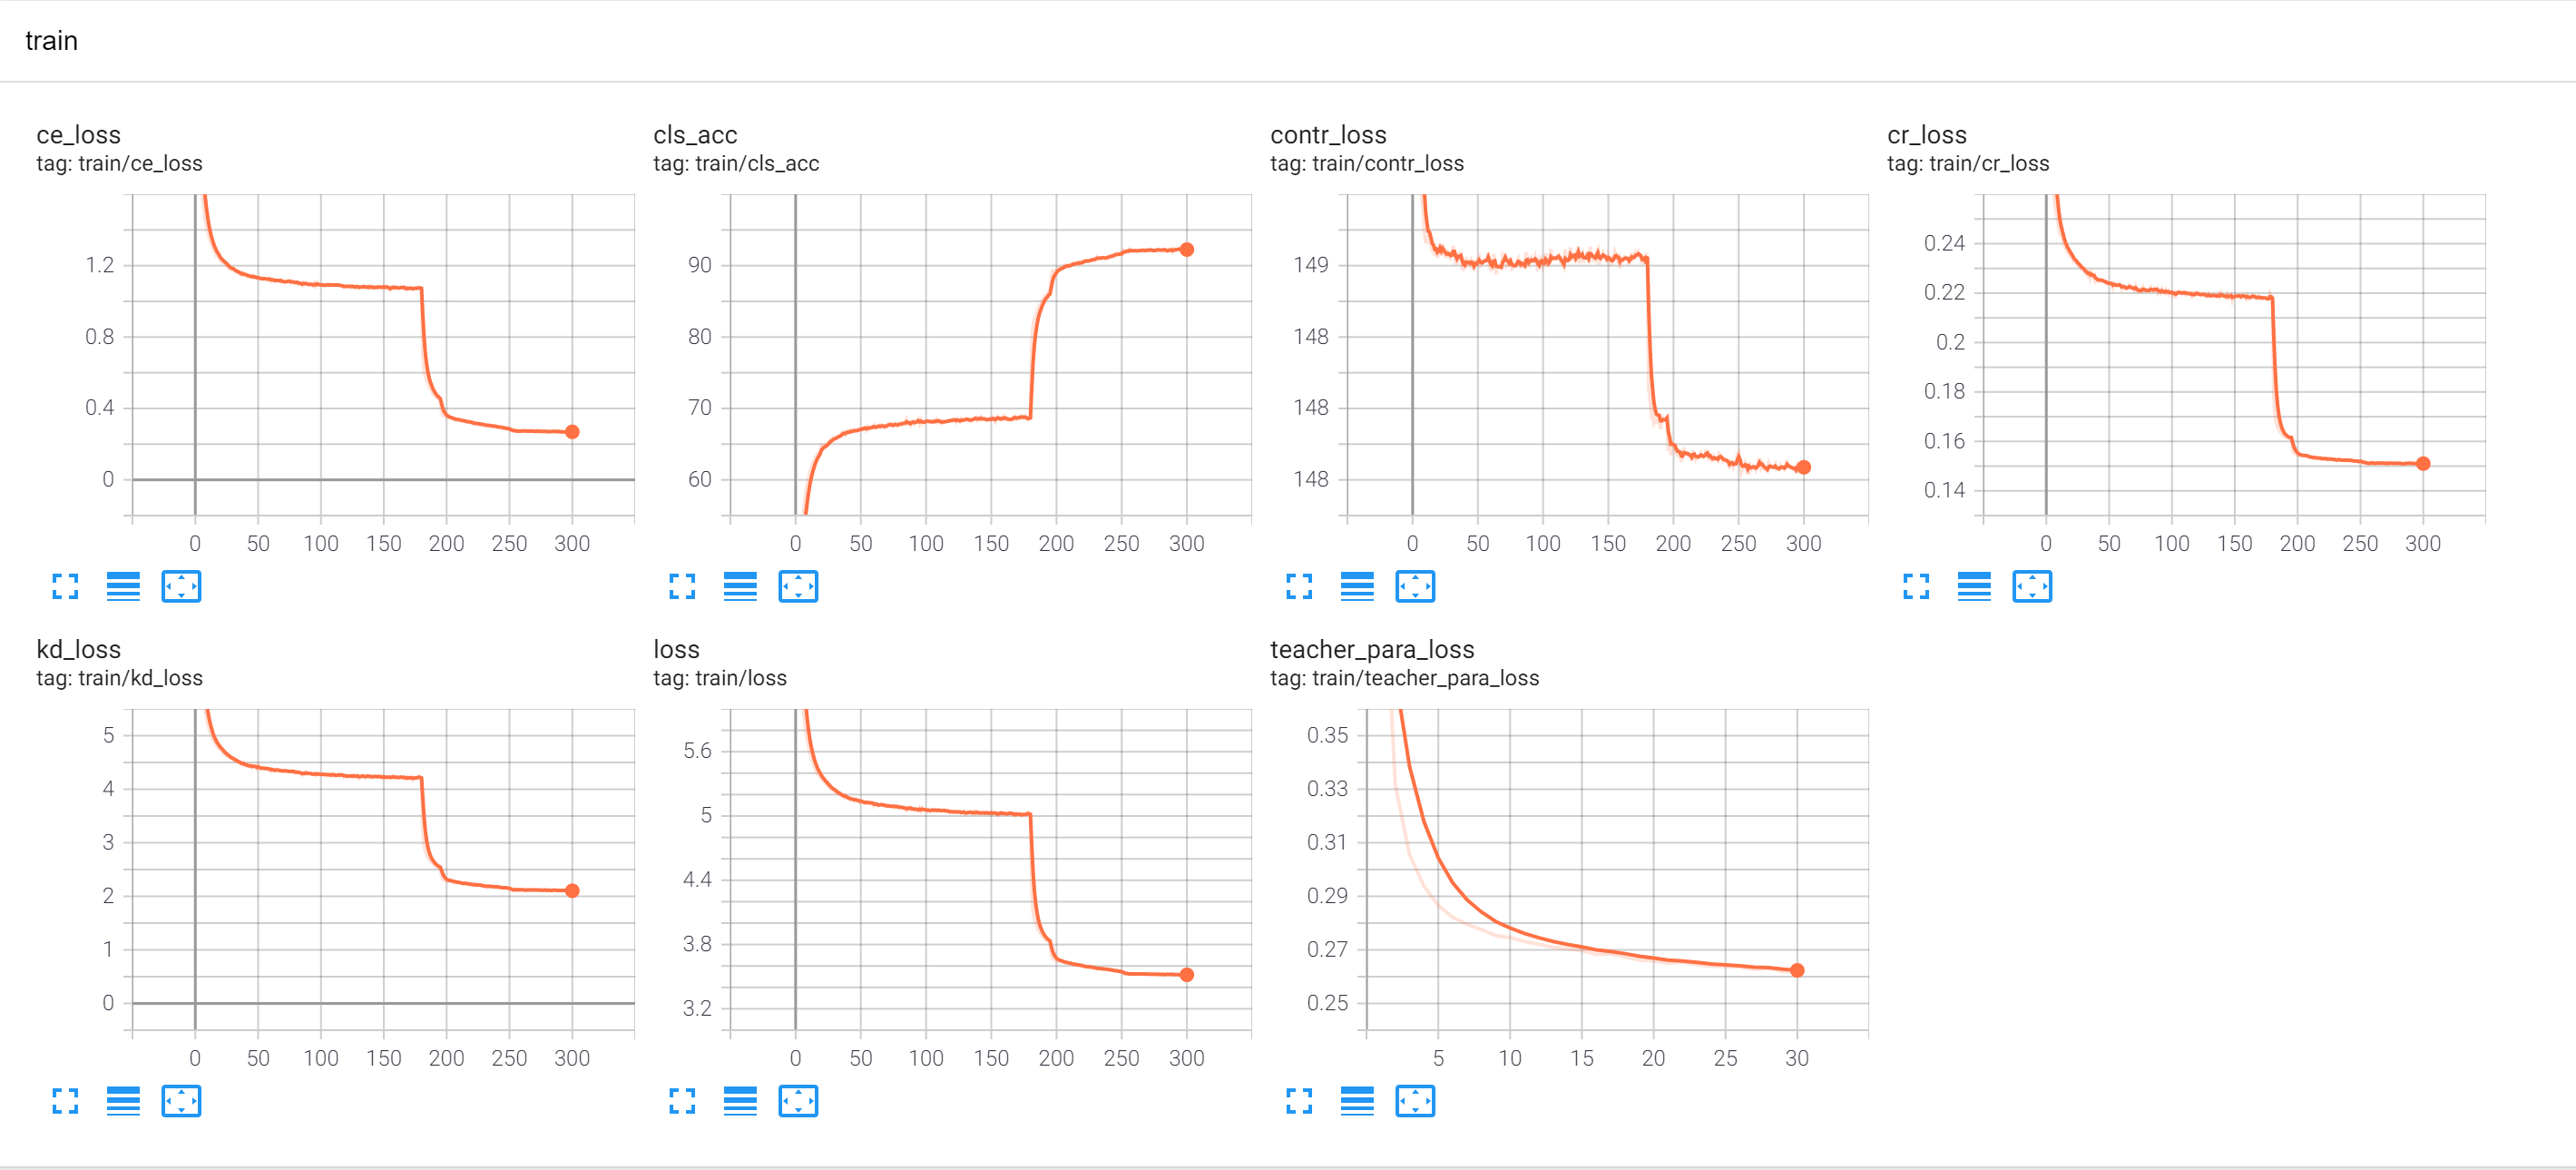 train
ce_loss
tag: train/ce_loss
1.2
0.8
0.4
0
0 50 100 150 200 250 300
cls_acc
tag: train/cls_acc
90
80
70
60
0 50 100 150 200 250 300
contr_loss
tag: train/contr_loss
149
148
148
148
0 50 100 150 200 250 300
cr_loss
tag: train/cr_loss
0.24
0.22
0.2
0.18
0.16
0.14
0 50 100 150 200 250 300
kd_loss
tag: train/kd_loss
5
4
3
2
1
0
0 50 100 150 200 250 300
loss
tag: train/loss
5.6
5
4.4
3.8
3.2
0 50 100 150 200 250 300
teacher_para_loss
tag: train/teacher_para_loss
0.35
0.33
0.31
0.29
0.27
0.25
5 10 15 20 25 30